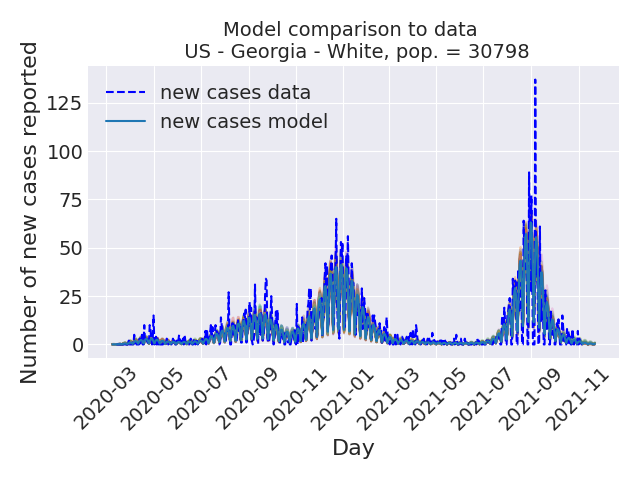 Model comparison to data
US - Georgia - White, pop. = 30798
Number of new cases reported
125
100
75
50
25
0
new cases data
new cases model
2020-03
2020-05
2020-07
2020-09
2020-11
2021-01
2021-03
2021-05
2021-07
2021-09
2021-11
Day